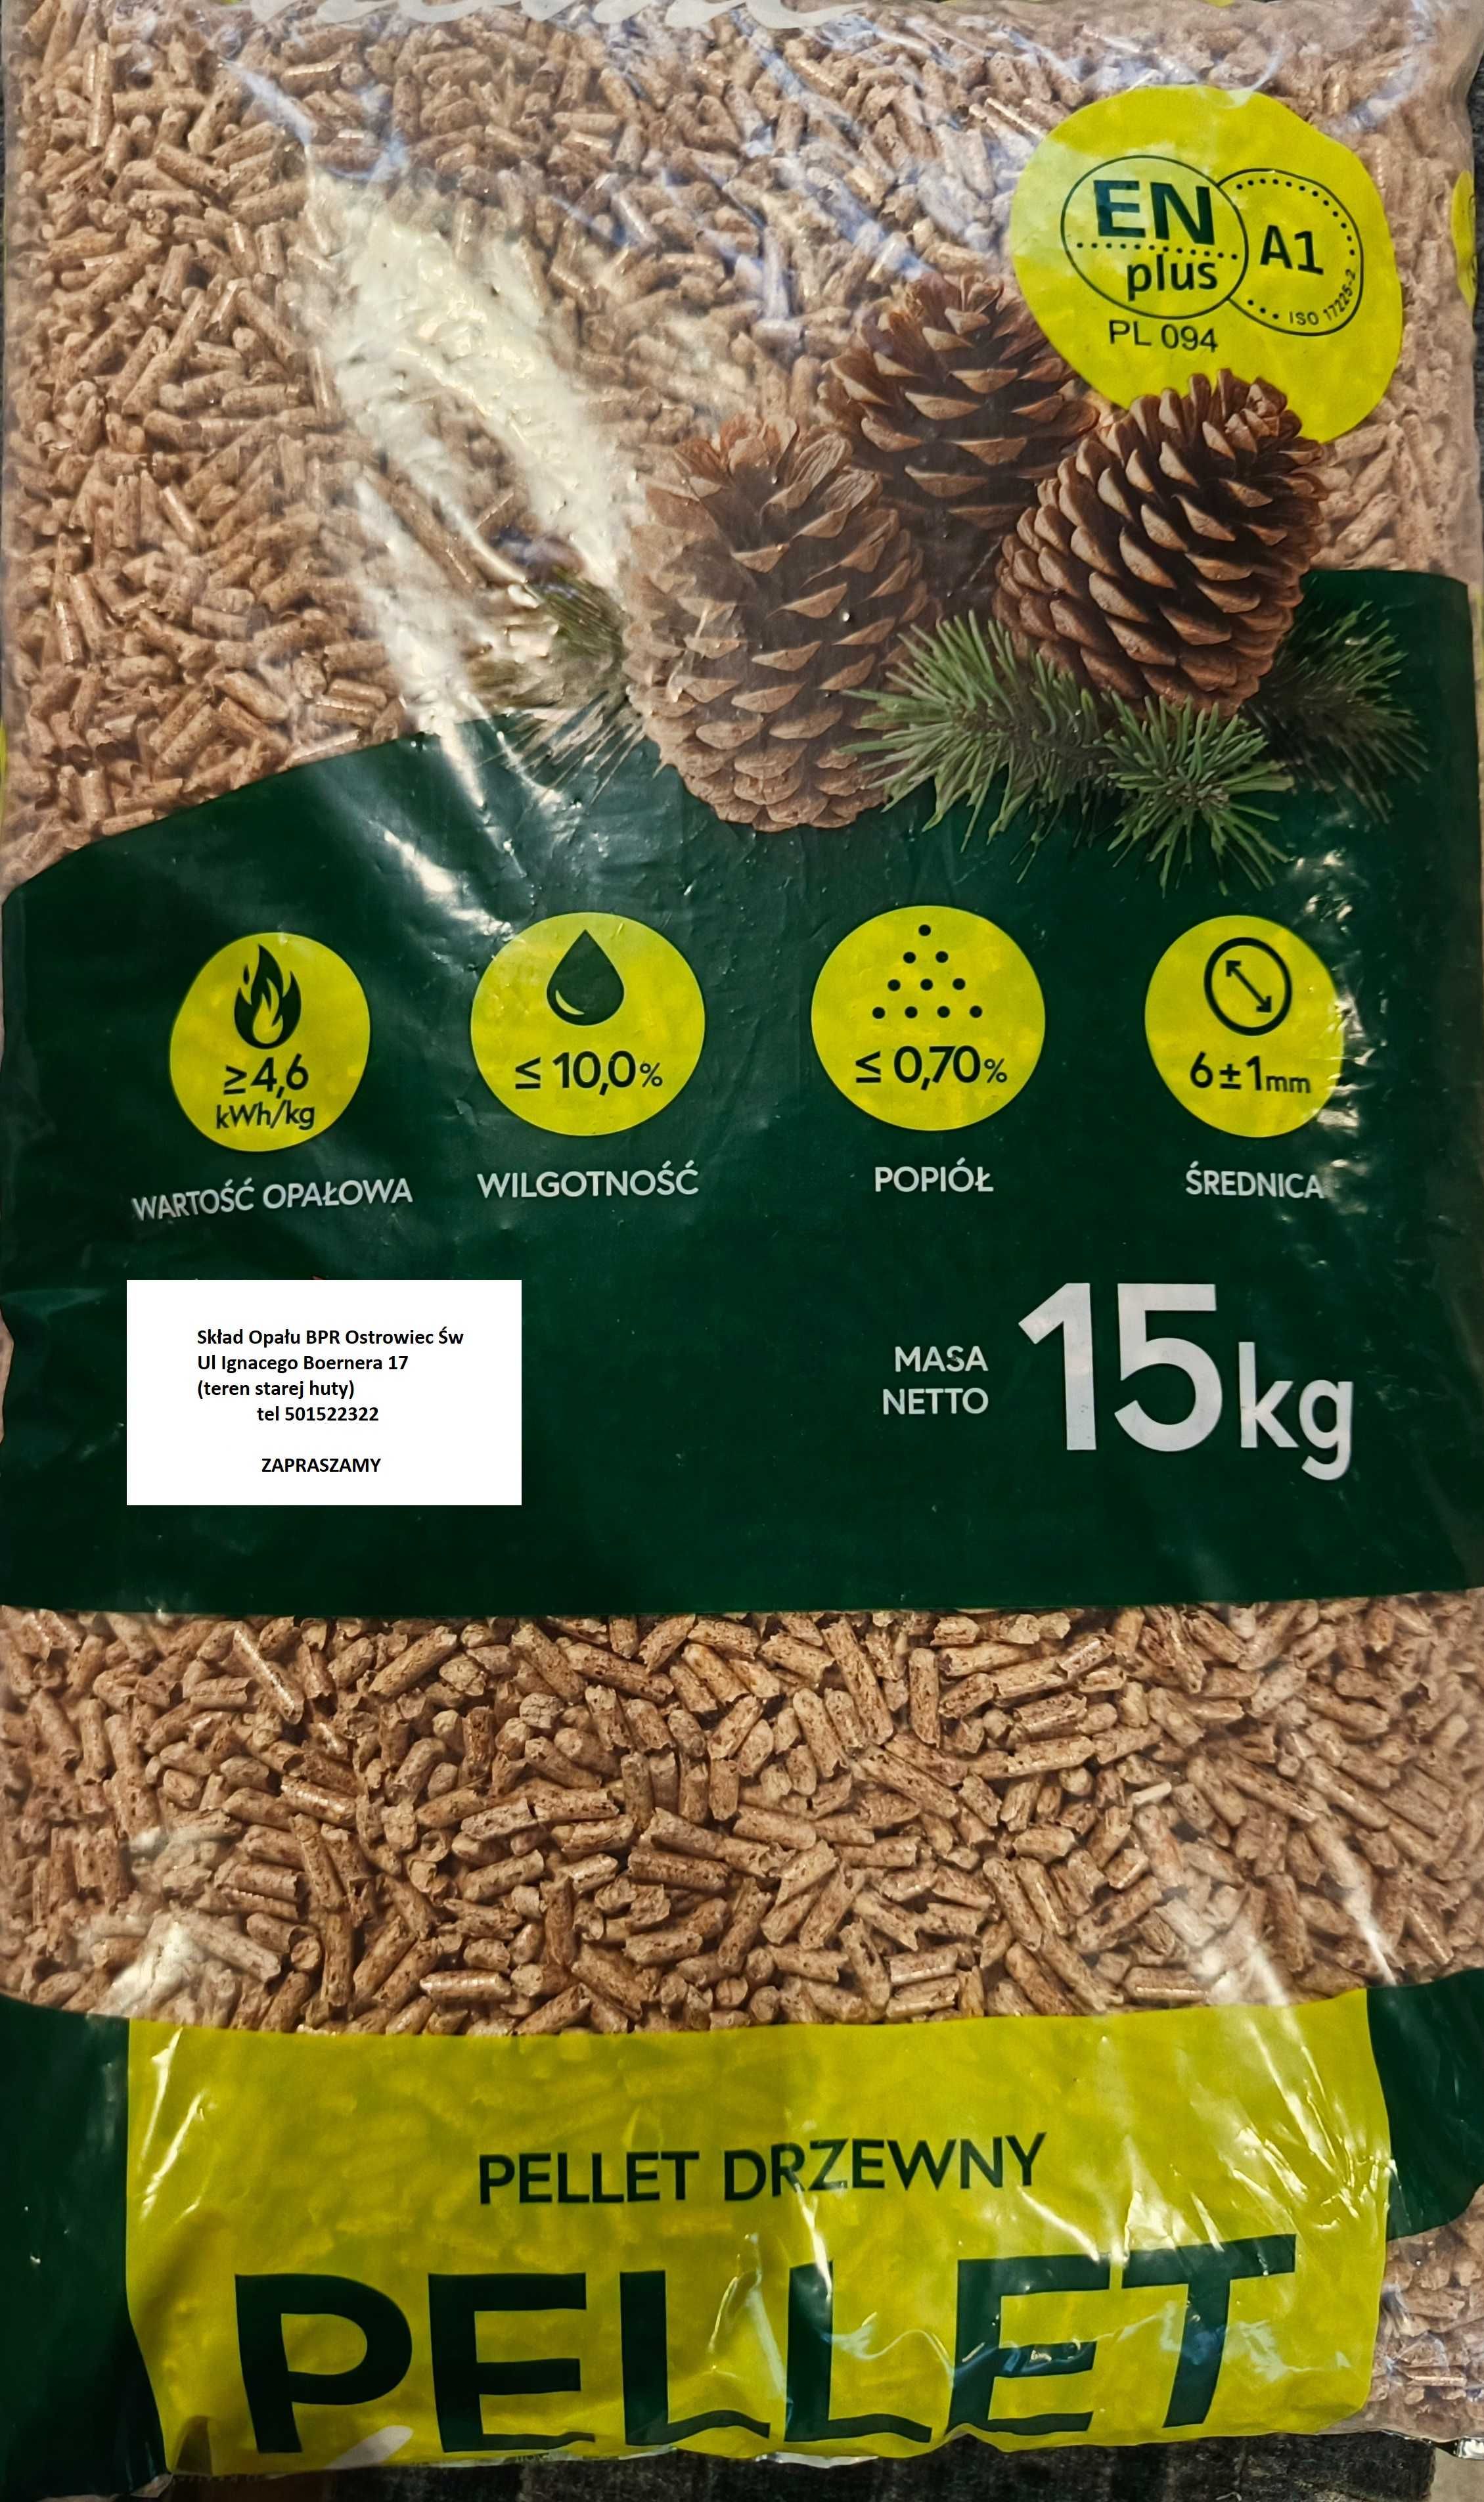 EN
plus
A1
ISO 17225-2
PL 094
≥4,6
kWh/kg
WARTOŚĆ OPAŁOWA
≤ 10,0%
WILGOTNOŚĆ
≤ 0,70%
POPIÓŁ
6±1mm
ŚREDNICA
Skład Opału BPR Ostrowiec Św
Ul Ignacego Boernera 17
(teren starej huty)
tel 501522322
ZAPRASZAMY
MASA
NETTO
15kg
PELLET DRZEWNY
PELLET